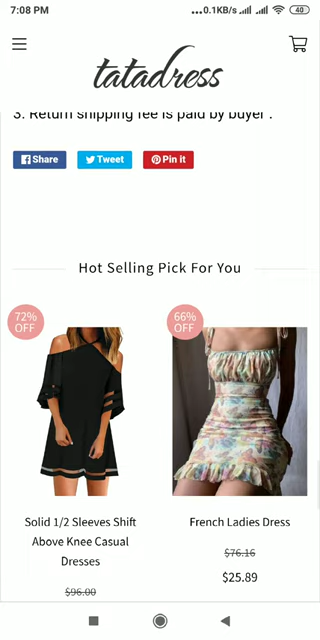 7:08 PM ...0.1KB/s 40
tatadress
3. Return shipping fee is paid by buyer .
Share Tweet Pin it
Hot Selling Pick For You
72%
OFF
66%
OFF
Solid 1/2 Sleeves Shift
Above Knee Casual
Dresses
$96.00
French Ladies Dress
$76.16
$25.89